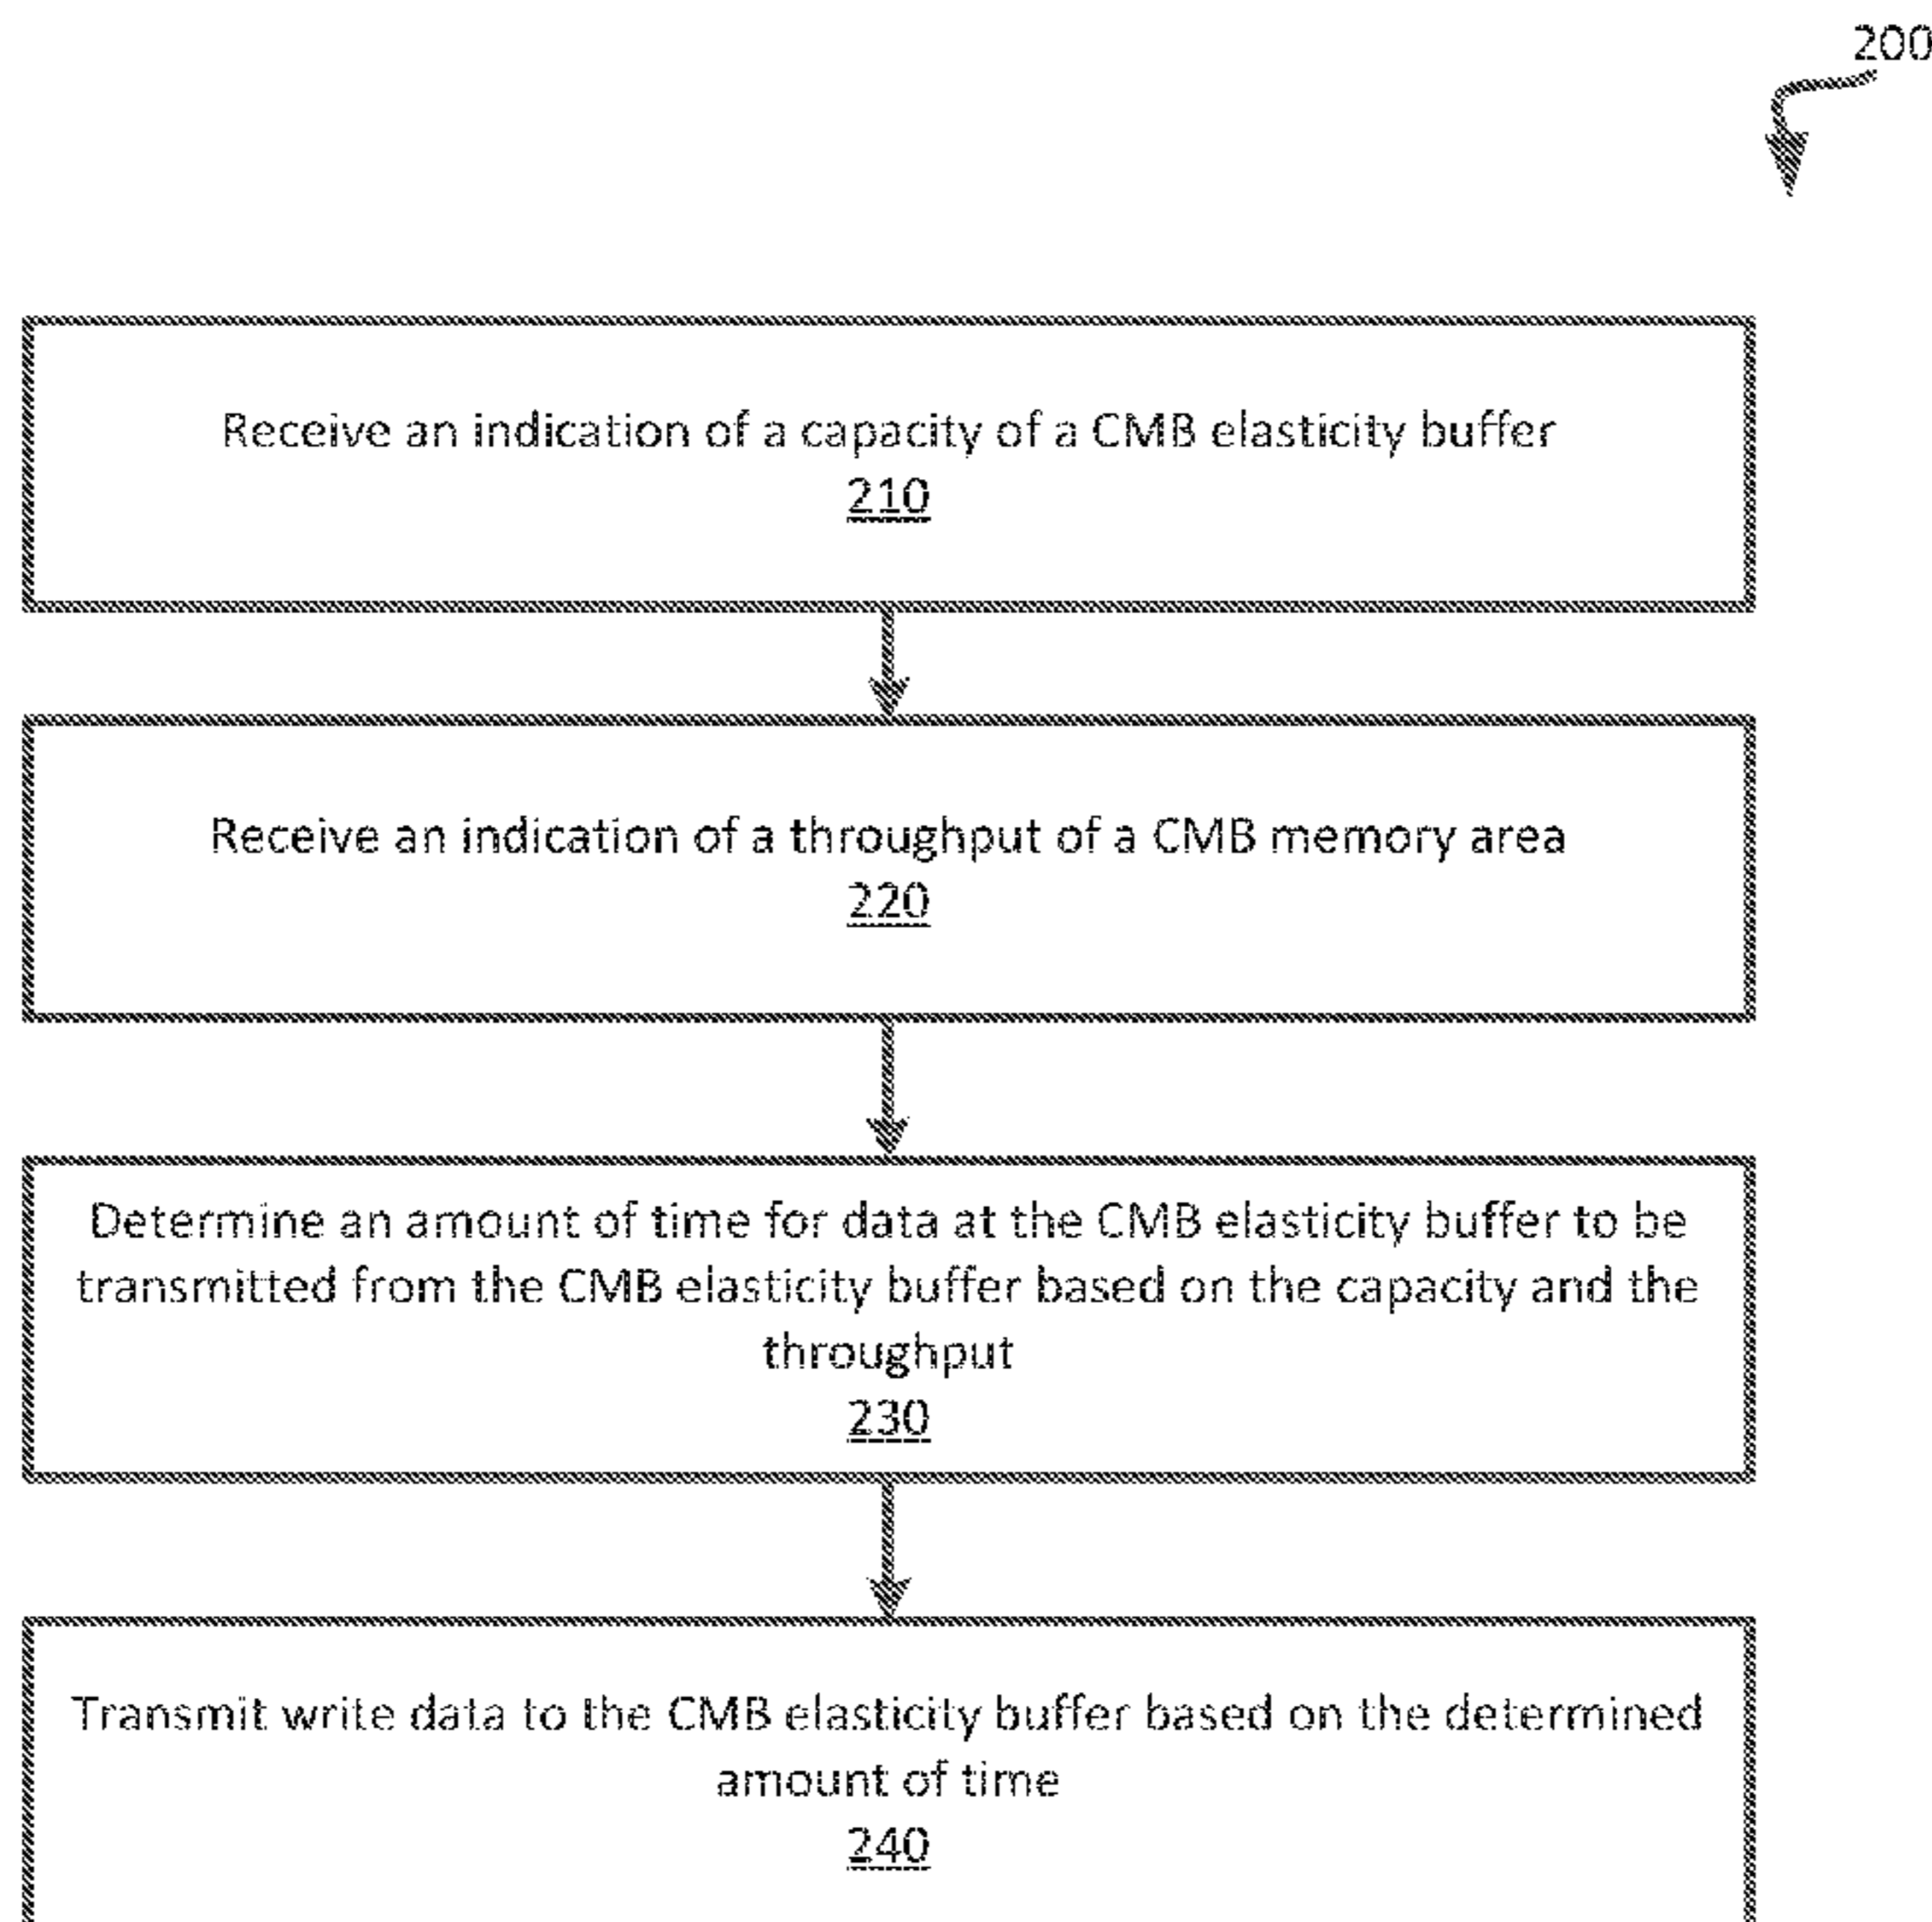 200
Receive an indication of a capacity of a CMB elasticity buffer
210
Receive an indication of a throughput of a CMB memory area
220
Determine an amount of time for data at the CMB elasticity buffer to be
transmitted from the CMB elasticity buffer based on the capacity and the
throughput
230
Transmit write data to the CMB elasticity buffer based on the determined
amount of time
240